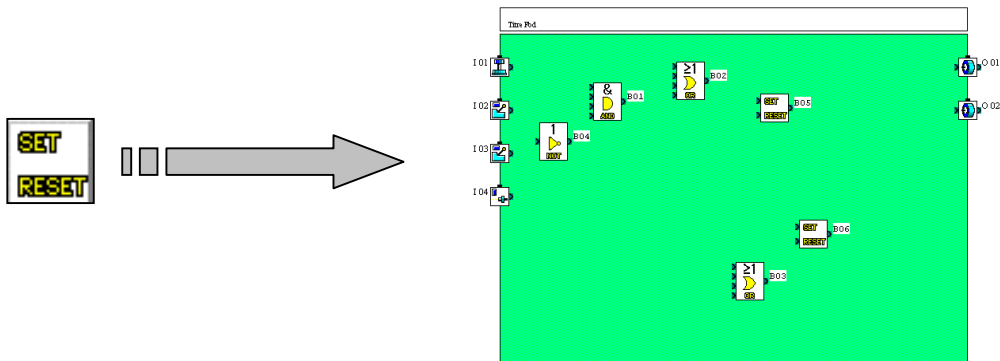 SET
RESET
Titre Fbd
I 01
I 02
I 03
I 04
O 01
O 02
&
AND
B01
≥1
OR
B02
SET
RESET
B05
1
NOT
B04
SET
RESET
B06
≥1
OR
B03